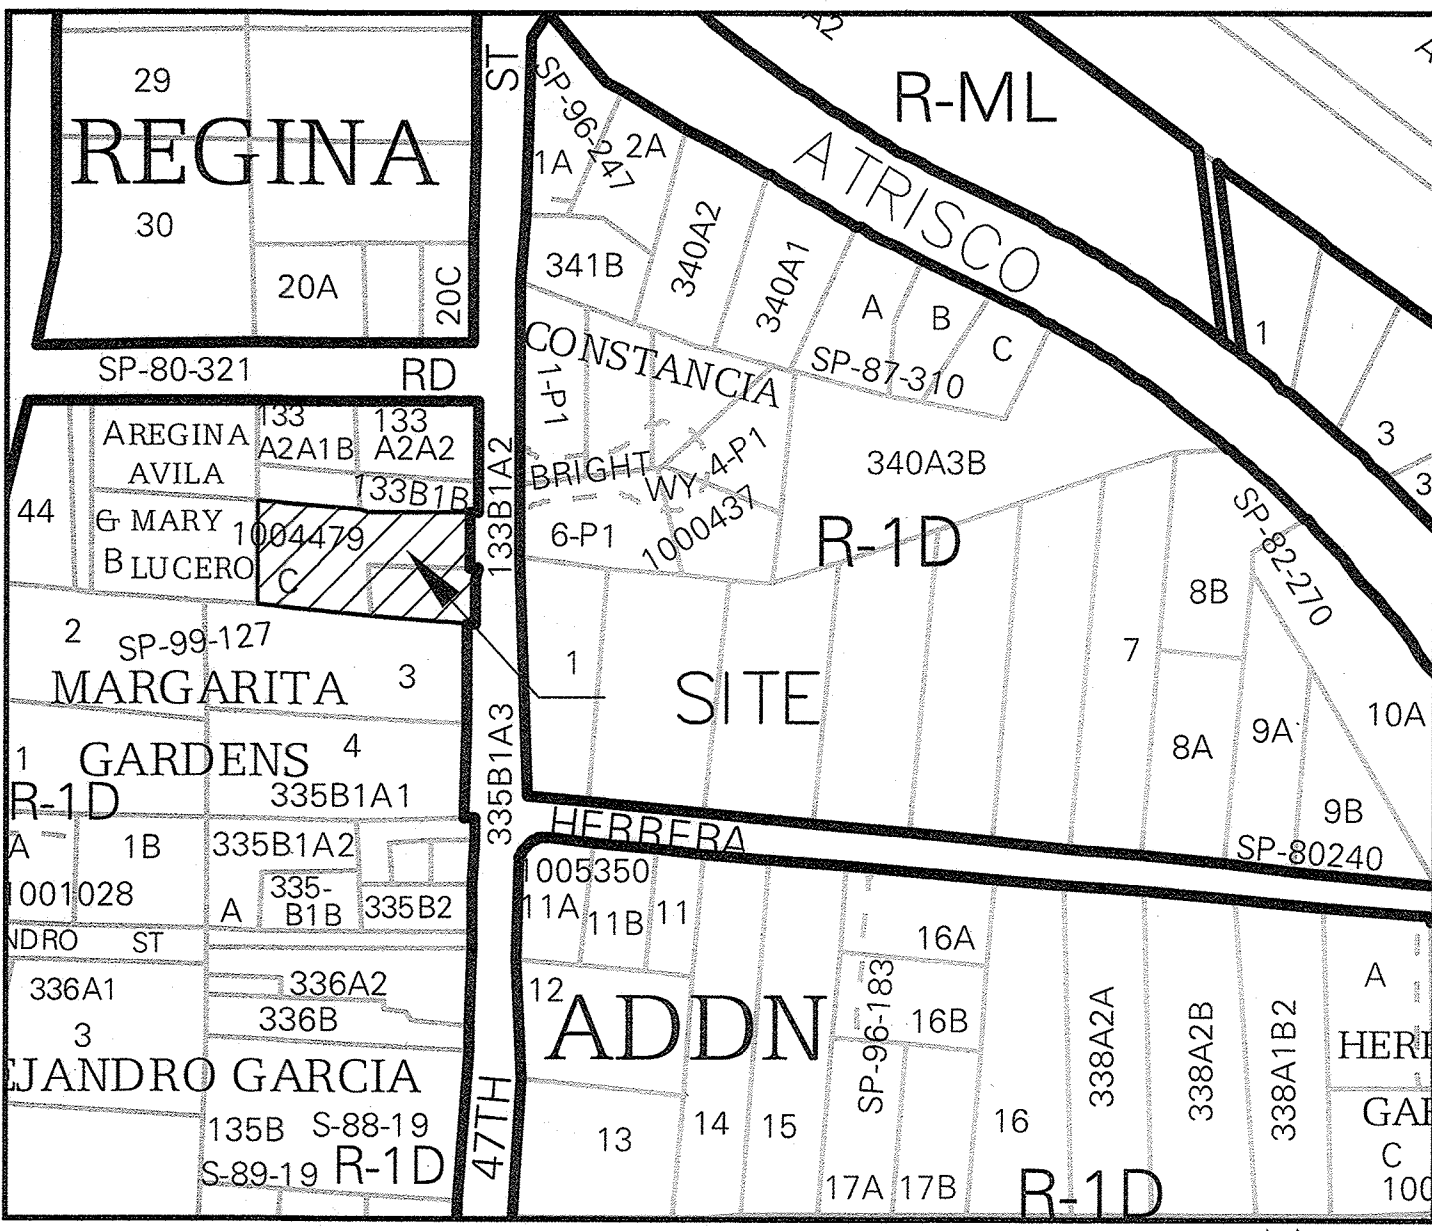 A2
ST
R-ML
29
SP-96-247
2A
1A
REGINA
ATRISCO
30
340A2
340A1
341B
20A
20C
A
B
C
1
CONSTANCIA
SP-87-310
SP-80-321
RD
1-P1
133
A2A1B
133
A2A2
AREGINA
AVILA
3
133B1A2
BRIGHT
WY.
4-P1
340A3B
3
133B1B
44
& MARY
B LUCERO
1004479
C
6-P1
1000437
R-1D
SP-82-270
8B
2
SP-99-127
3
MARGARITA
1
SITE
7
10A
9A
8A
1
GARDENS
4
335B1A1
335B1A3
R-1D
9B
HERRERA
SP-80240
A
1B
335B1A2
1005350
1001028
A
335-
B1B
335B2
11A
11B
11
NDRO ST
16A
336A1
336A2
12
SP-96-183
A
336B
ADDN
16B
338A2A
338A2B
338A1B2
3
HER
EJANDRO GARCIA
47TH
135B
S-88-19
13
14
15
16
GAR
S-89-19
R-1D
C
17A
17B
R-1D
100